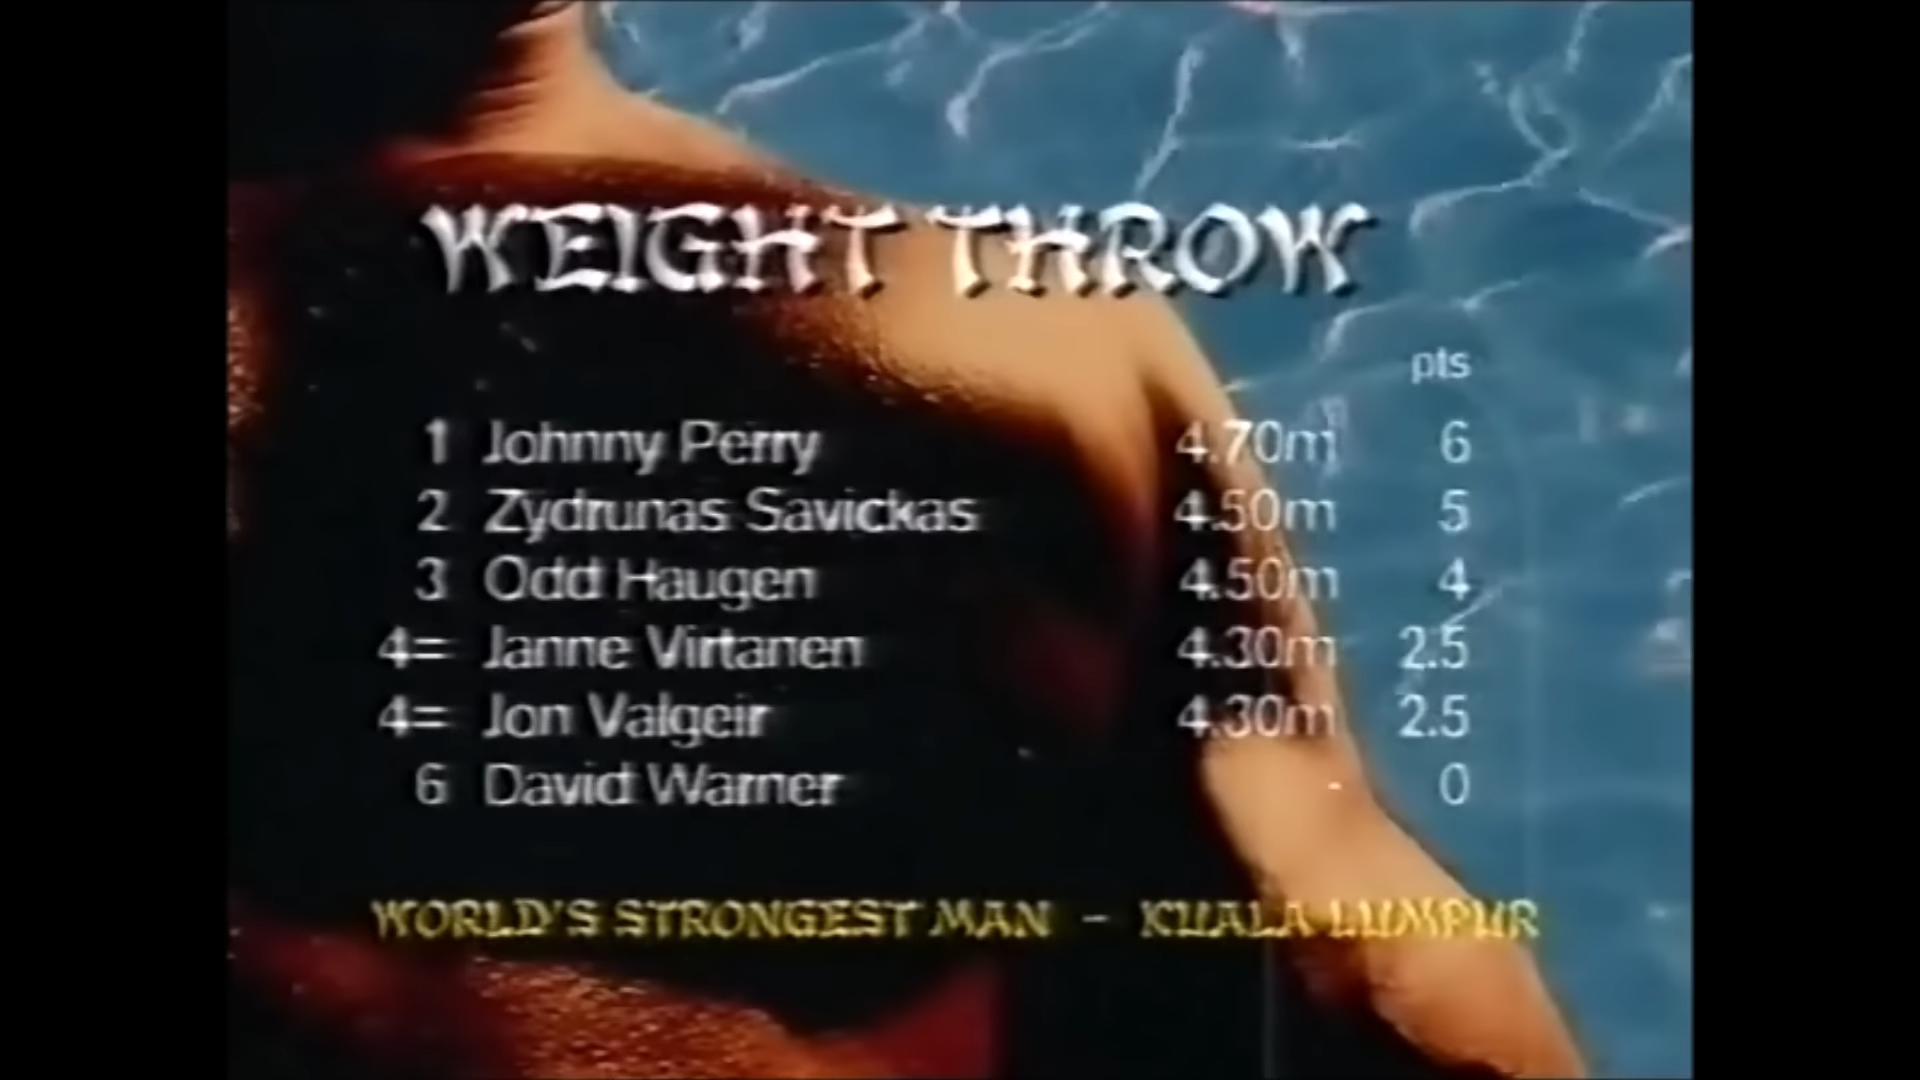 WEIGHT THROW
pts
1 Johnny Perry 4.70m 6
2 Zydrunas Savickas 4.50m 5
3 Odd Haugen 4.50m 4
4= Janne Virtanen 4.30m 2.5
4= Jon Valgeir 4.30m 2.5
6 David Warner - 0
WORLD'S STRONGEST MAN - KUALA LUMPUR